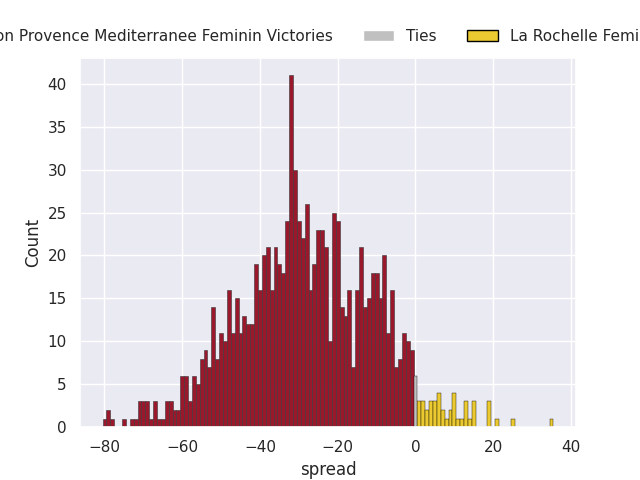 on Provence Mediterranee Feminin Victories Ties La Rochelle Femi
40
35
30
25
20
15
10
5
0
Count
−80 −60 −40 −20 0 20 40
spread